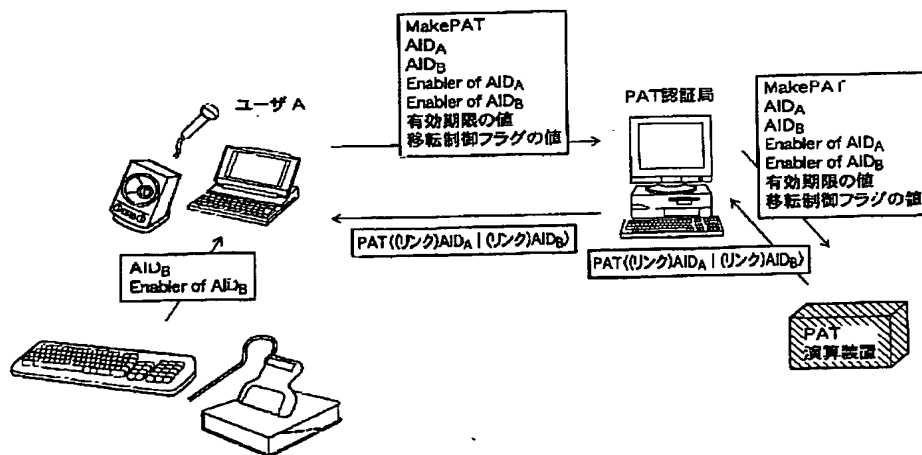 MakePAT
AIDA
AIDB
Enabler of AIDA
Enabler of AIDB
有効期限の値
移転制御フラグの値
ユーザ A
PAT認証局
MakePAT
AIDA
AIDB
Enabler of AIDA
Enabler of AIDB
有効期限の値
移転制御フラグの値
PAT((リンク)AIDA | (リンク)AIDB)
PAT((リンク)AIDA | (リンク)AIDB)
AIDB
Enabler of AIDB
PAT
演算装置